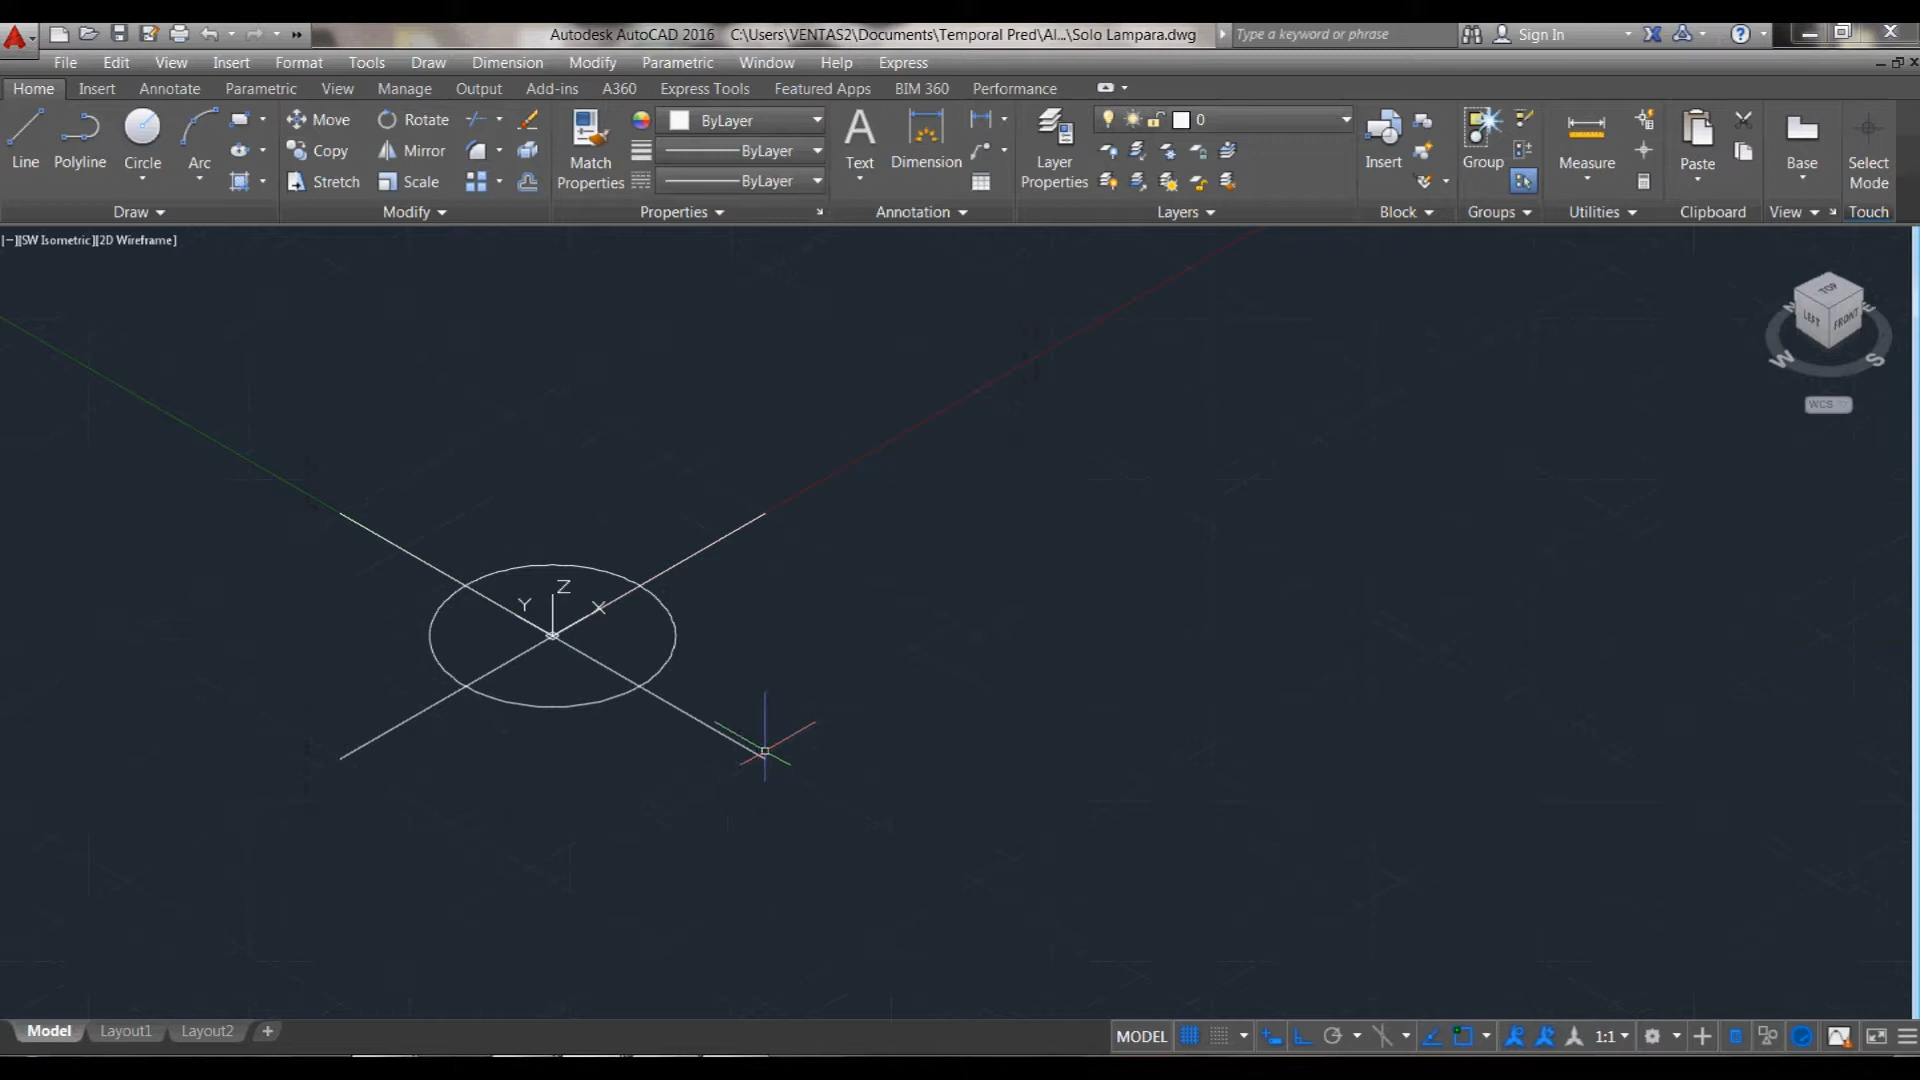 Autodesk AutoCAD 2016 C:\Users\VENTAS2\Documents\Temporal Pred\Al...\Solo Lampara.dwg Type a keyword or phrase Sign In
File Edit View Insert Format Tools Draw Dimension Modify Parametric Window Help Express
Home Insert Annotate Parametric View Manage Output Add-ins A360 Express Tools Featured Apps BIM 360 Performance
Line Polyline Circle Arc
Move Rotate
Copy Mirror
Stretch Scale
Match Properties
ByLayer
ByLayer
ByLayer
Text Dimension
Layer Properties
0
Insert Group Measure Paste Base Select Mode
Draw Modify Properties Annotation Layers Block Groups Utilities Clipboard View Touch
[−][SW Isometric][2D Wireframe]
TOP
LEFT FRONT
N E
W S
WCS
Z
Y X
Model Layout1 Layout2 +
MODEL 1:1